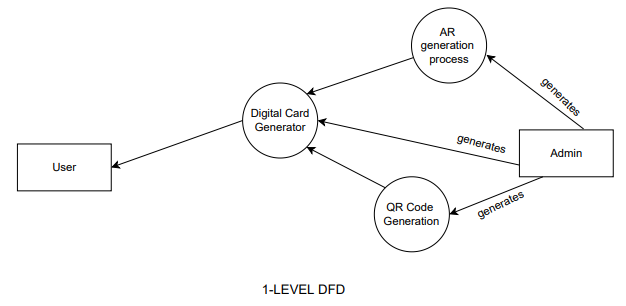 AR
generation
process
generates
Digital Card
Generator
generates
Admin
User
QR Code
Generation
generates
1-LEVEL DFD